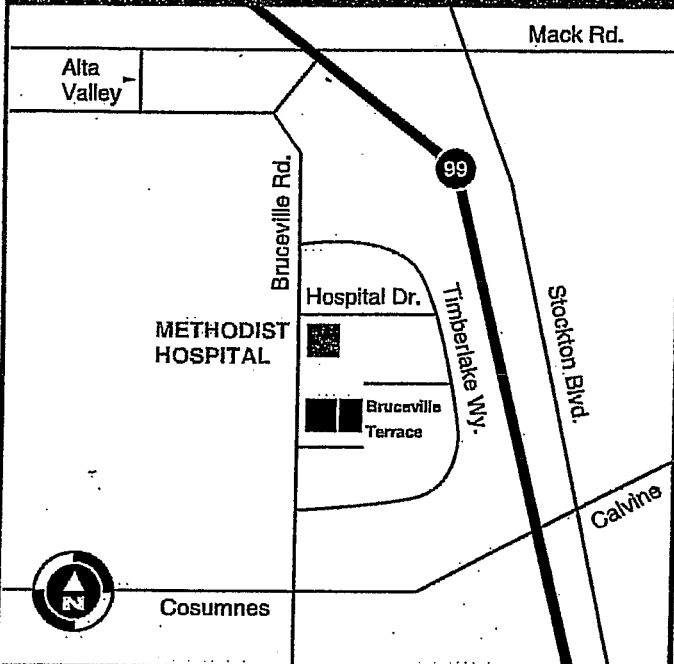 Mack Rd.
Alta
Valley
99
Bruceville Rd.
Hospital Dr.
METHODIST
HOSPITAL
Timberlake Wy.
Stockton Blvd.
Bruceville
Terrace
Calvine
N
Cosumnes